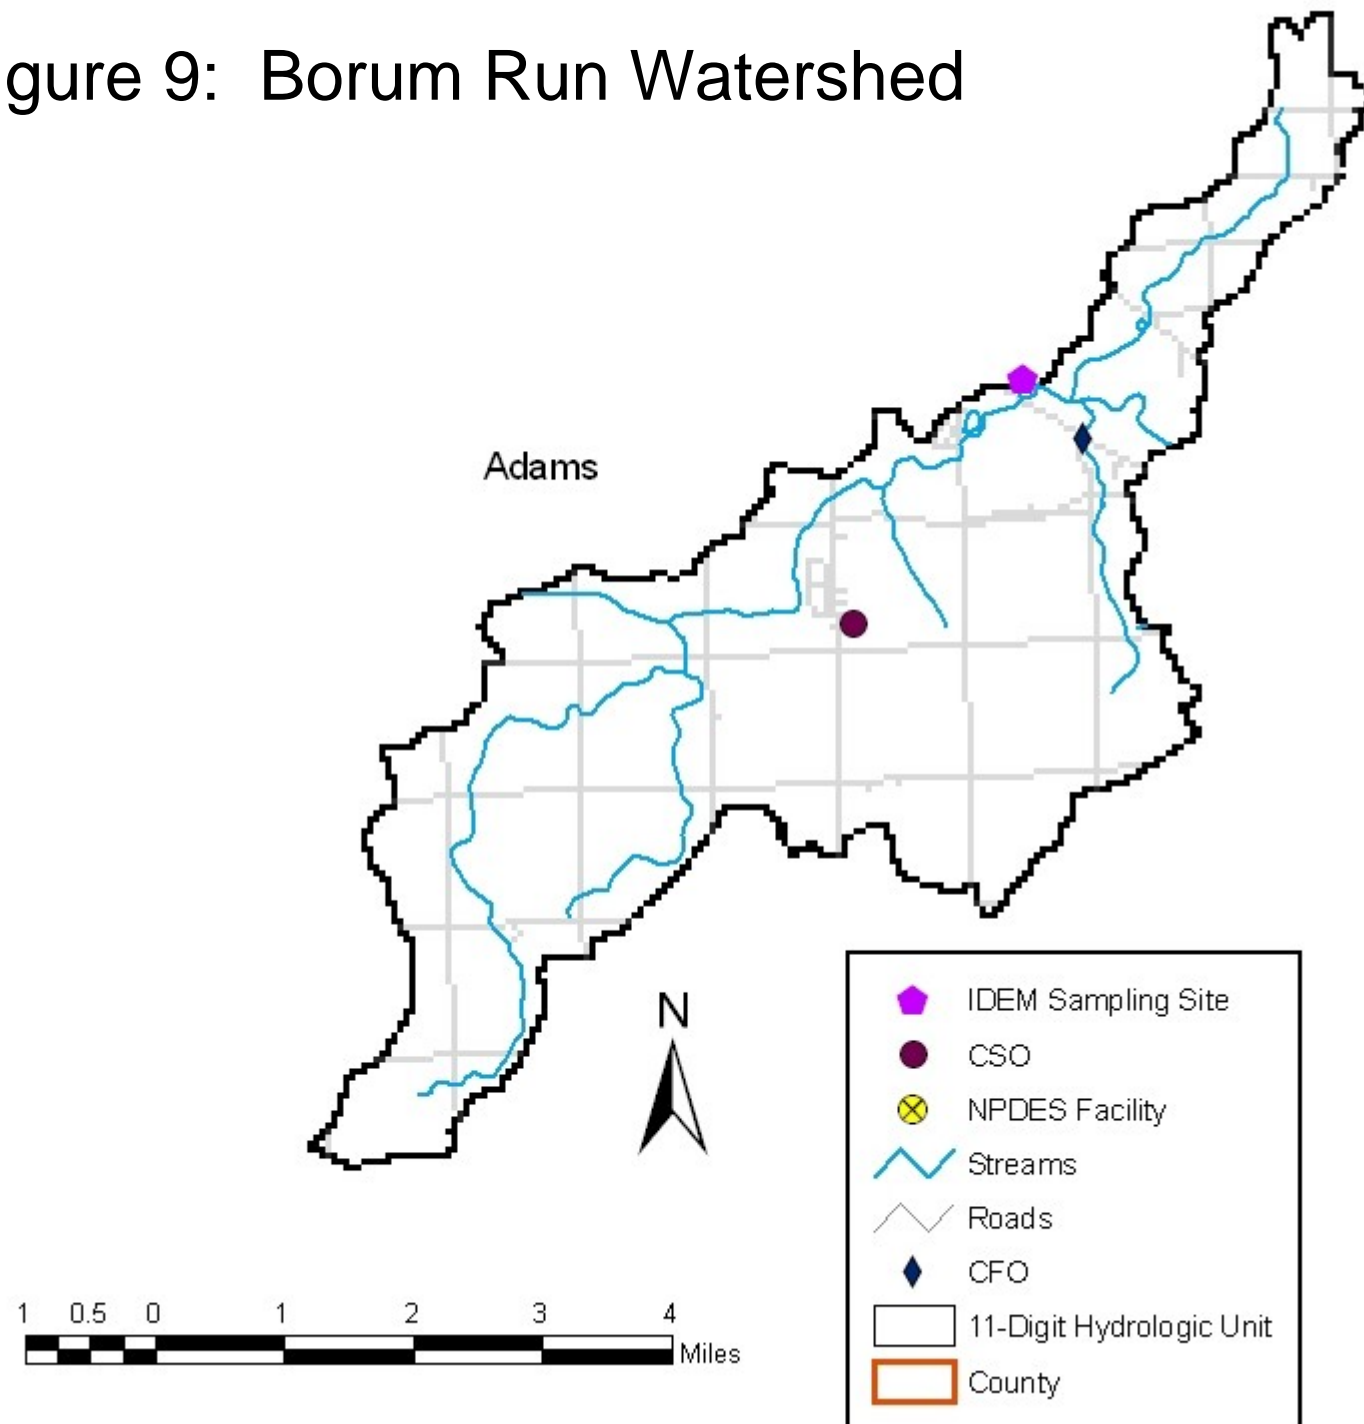 gure 9:  Borum Run Watershed
Adams
N
IDEM Sampling Site
CSO
NPDES Facility
Streams
Roads
CFO
11-Digit Hydrologic Unit
County
1 0.5 0 1 2 3 4
Miles